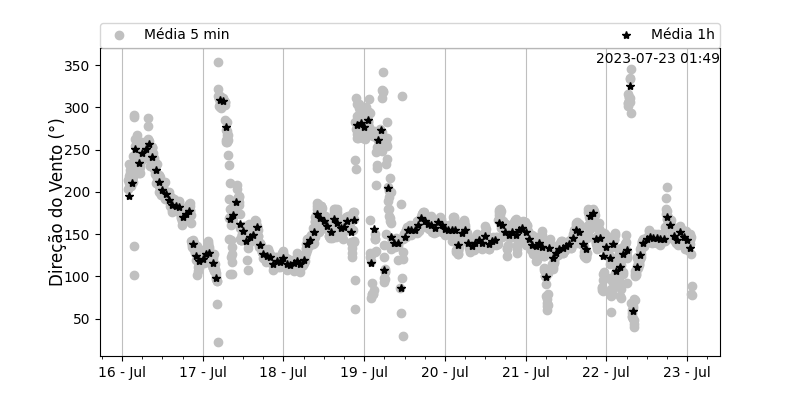 Média 5 min
Média 1h
2023-07-23 01:49
Direção do Vento (°)
350
300
250
200
150
100
50
16 - Jul
17 - Jul
18 - Jul
19 - Jul
20 - Jul
21 - Jul
22 - Jul
23 - Jul